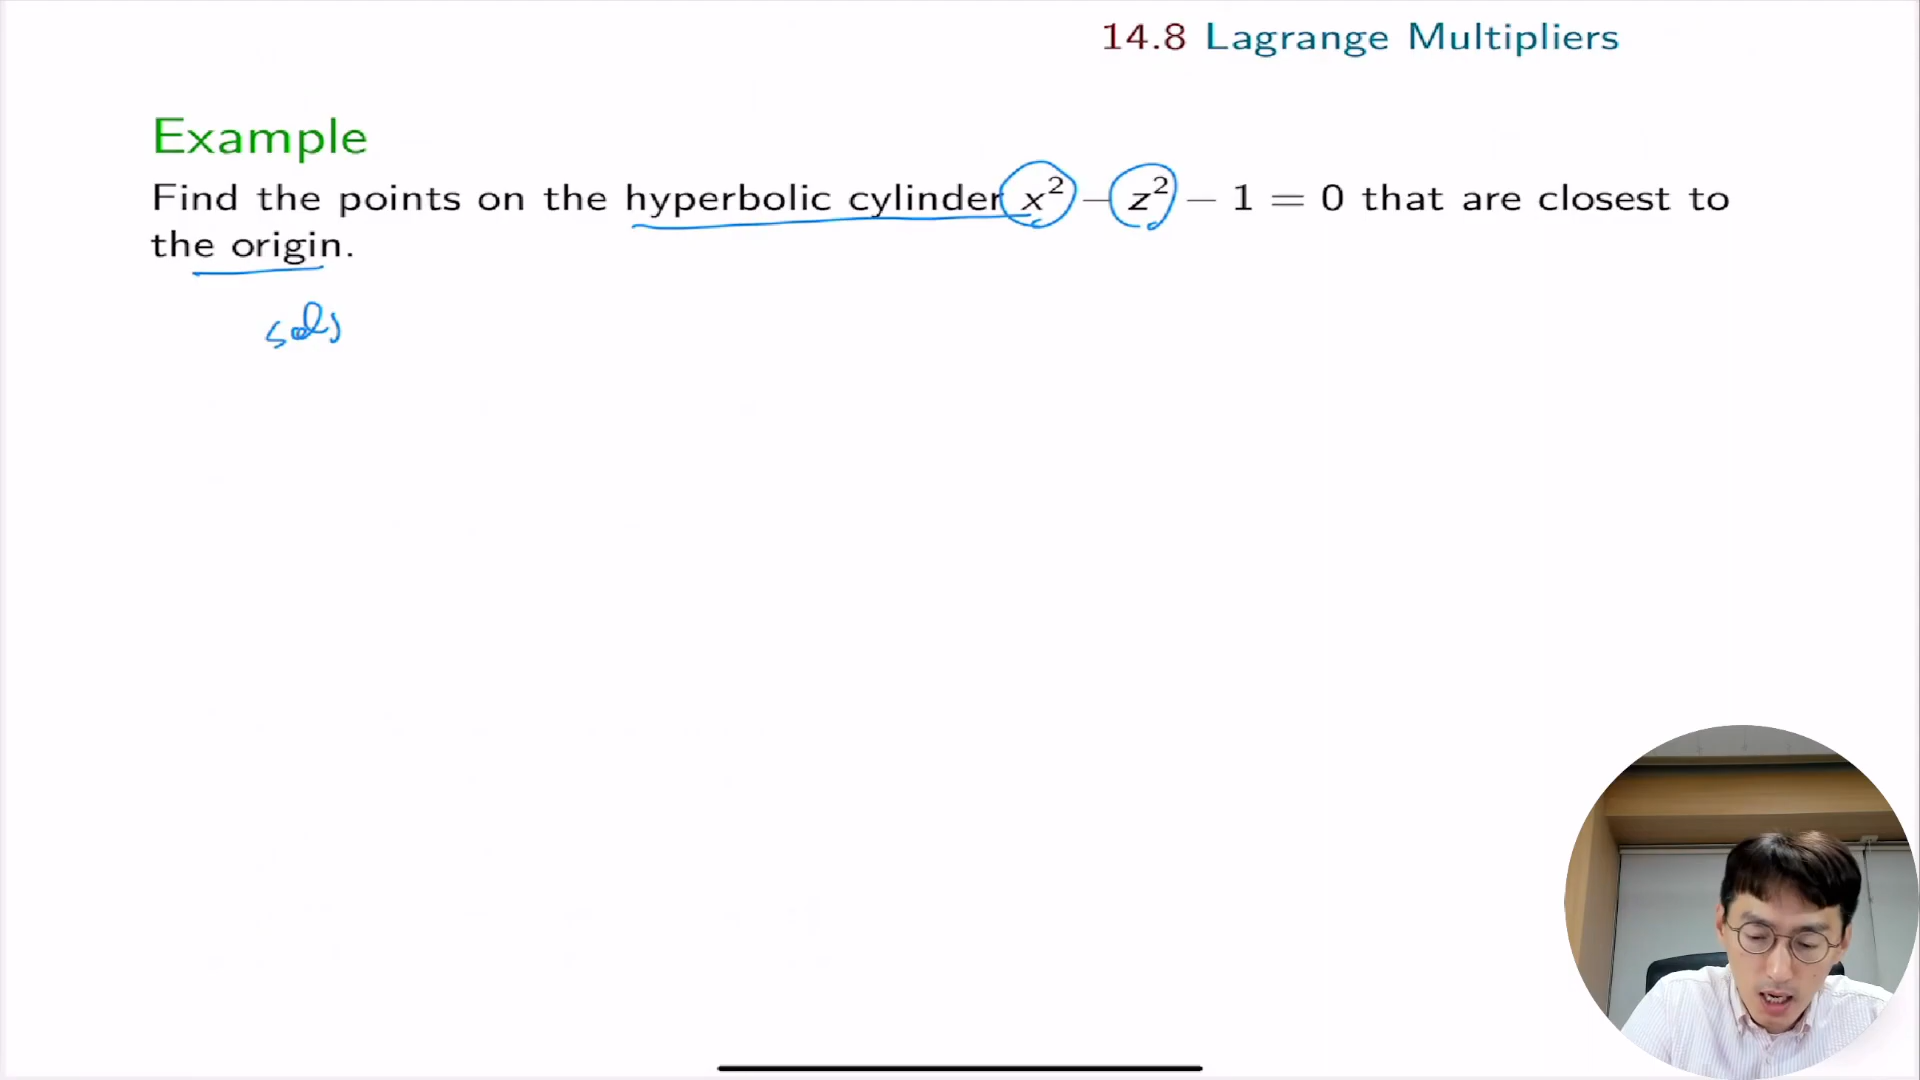 14.8 Lagrange Multipliers
Example
Find the points on the hyperbolic cylinder x² − z² − 1 = 0 that are closest to
the origin.
sol)